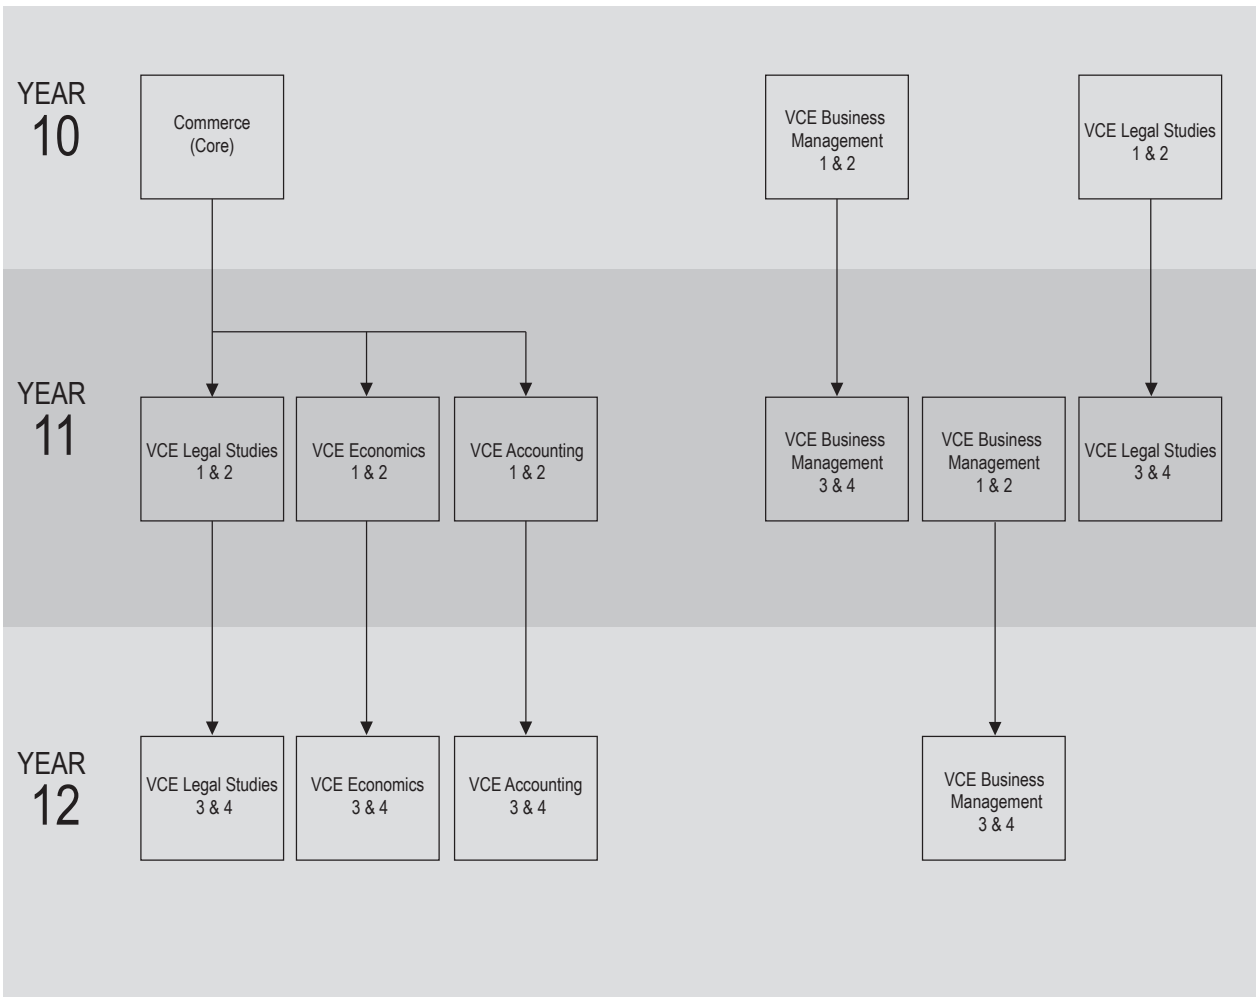 YEAR
10
Commerce
(Core)
VCE Business
Management
1 & 2
VCE Legal Studies
1 & 2
YEAR
11
VCE Legal Studies
1 & 2
VCE Economics
1 & 2
VCE Accounting
1 & 2
VCE Business
Management
3 & 4
VCE Business
Management
1 & 2
VCE Legal Studies
3 & 4
YEAR
12
VCE Legal Studies
3 & 4
VCE Economics
3 & 4
VCE Accounting
3 & 4
VCE Business
Management
3 & 4